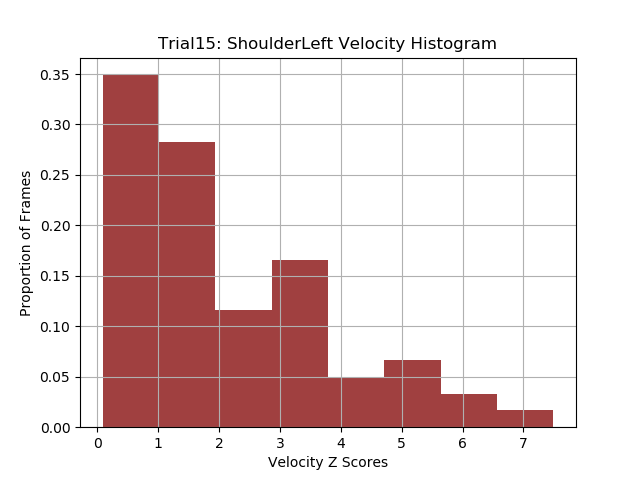 Trial15: ShoulderLeft Velocity Histogram
0.35
0.30
0.25
0.20
0.15
0.10
0.05
0.00
Proportion of Frames
0 1 2 3 4 5 6 7
Velocity Z Scores